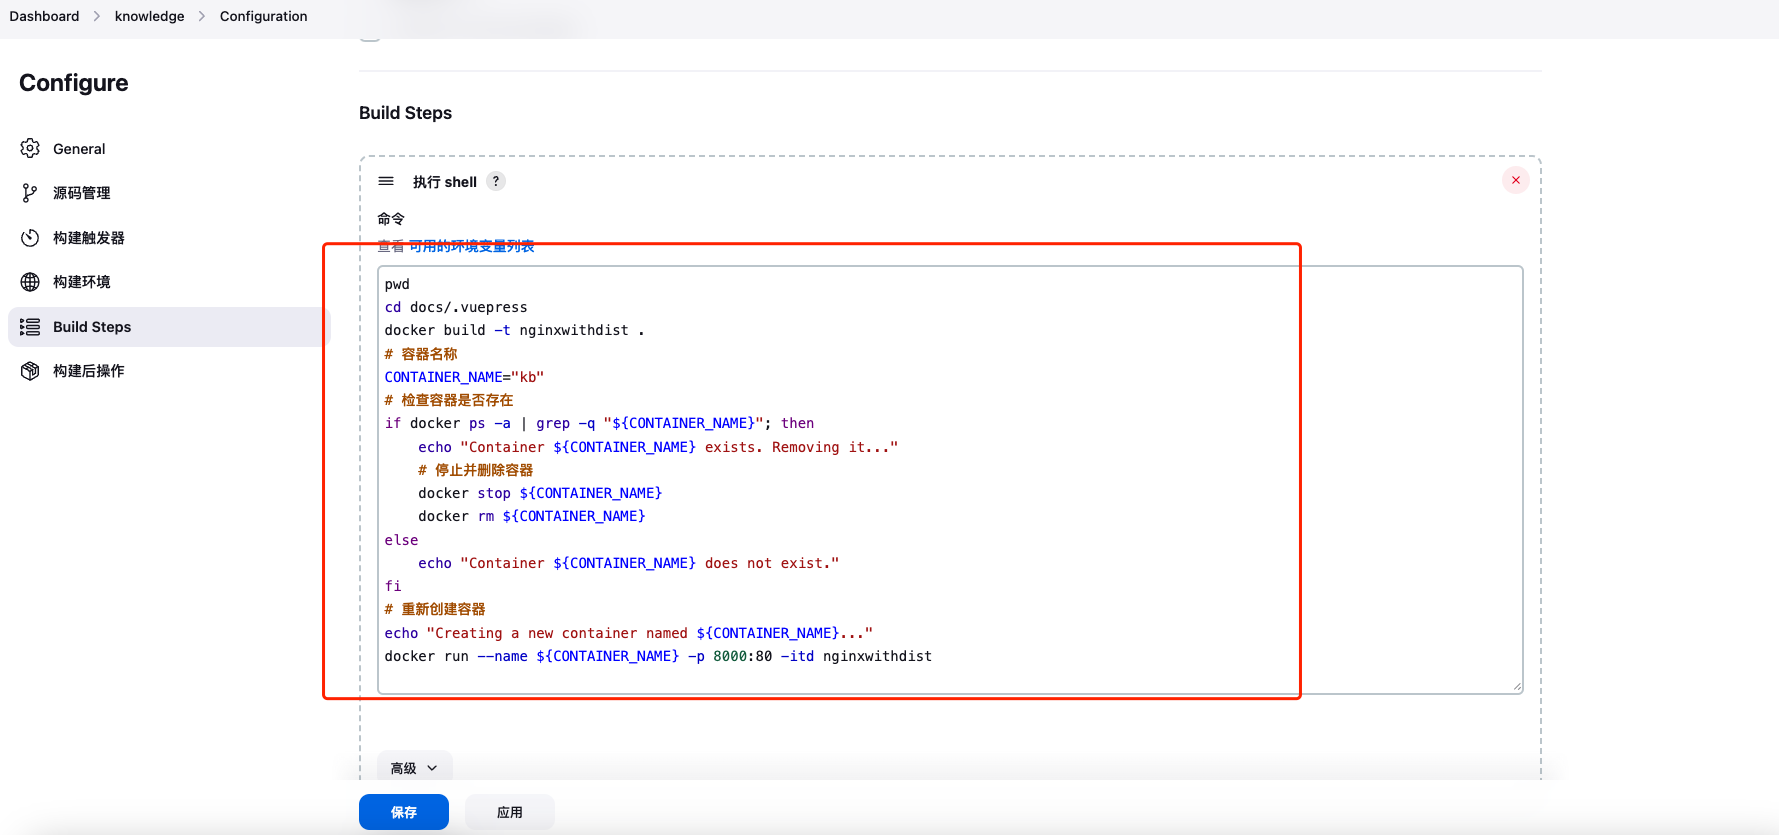 Dashboard > knowledge > Configuration
Configure
General
源码管理
构建触发器
构建环境
Build Steps
构建后操作
Build Steps
执行 shell ?
命令
查看 可用的环境变量列表
pwd
cd docs/.vuepress
docker build -t nginxwithdist .
# 容器名称
CONTAINER_NAME="kb"
# 检查容器是否存在
if docker ps -a | grep -q "${CONTAINER_NAME}"; then
    echo "Container ${CONTAINER_NAME} exists. Removing it..."
    # 停止并删除容器
    docker stop ${CONTAINER_NAME}
    docker rm ${CONTAINER_NAME}
else
    echo "Container ${CONTAINER_NAME} does not exist."
fi
# 重新创建容器
echo "Creating a new container named ${CONTAINER_NAME}..."
docker run --name ${CONTAINER_NAME} -p 8000:80 -itd nginxwithdist
高级
保存
应用